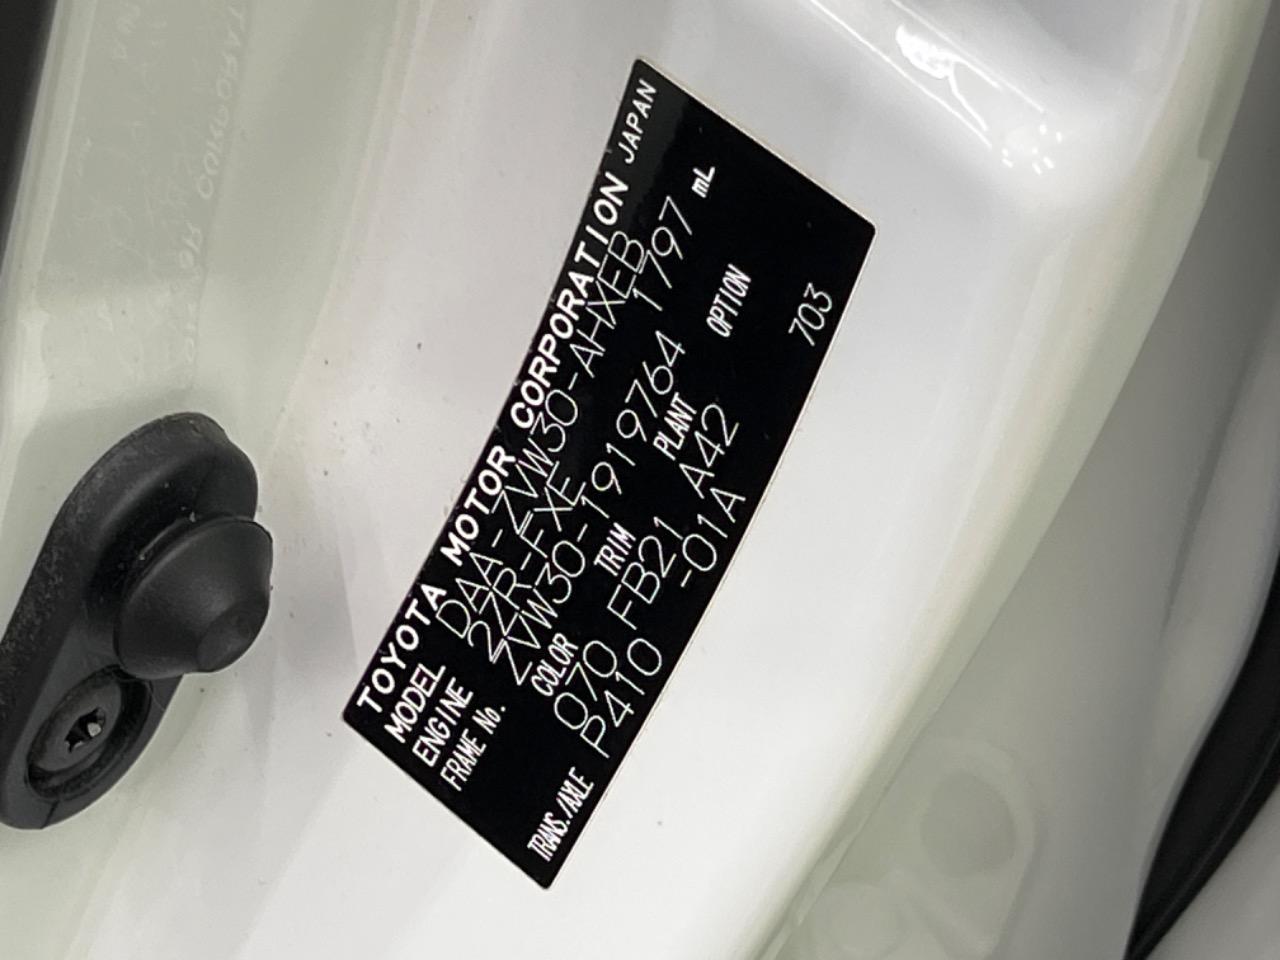 TOYOTA MOTOR CORPORATION JAPAN
MODEL DAA-ZVW30-AHXEB
ENGINE 2ZR-FXE 1797 mL
FRAME No. ZVW30-1919764
COLOR TRIM PLANT OPTION
070 FB21 A42
TRANS./AXLE P410 -01A 703